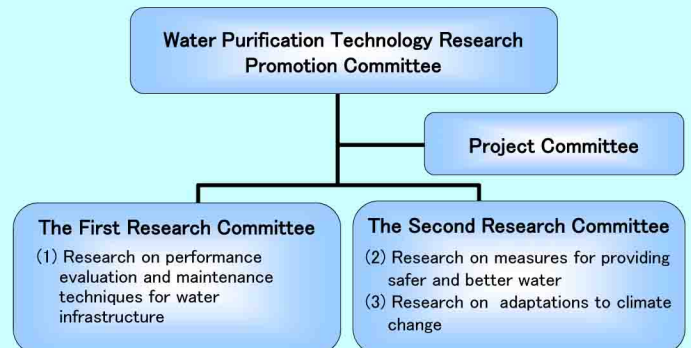 Water Purification Technology Research
Promotion Committee
Project Committee
The First Research Committee
(1) Research on performance
evaluation and maintenance
techniques for water
infrastructure
The Second Research Committee
(2) Research on measures for providing
safer and better water
(3) Research on adaptations to climate
change